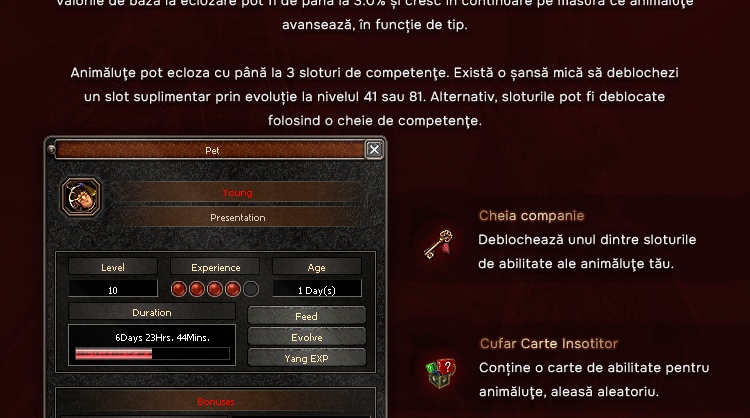 Valorile de bază la eclozare pot fi de până la 3.0% și cresc în continuare pe măsură ce animăluțe
avansează, în funcție de tip.
Animăluțe pot ecloza cu până la 3 sloturi de competențe. Există o șansă mică să deblochezi
un slot suplimentar prin evoluție la nivelul 41 sau 81. Alternativ, sloturile pot fi deblocate
folosind o cheie de competențe.
Pet
Young
Presentation
Level
Experience
Age
10
1 Day(s)
Duration
6Days 23Hrs. 44Mins.
Feed
Evolve
Yang EXP
Bonuses
Cheia companie
Deblochează unul dintre sloturile
de abilitate ale animăluțe tău.
Cufar Carte Insotitor
Conține o carte de abilitate pentru
animăluțe, aleasă aleatoriu.